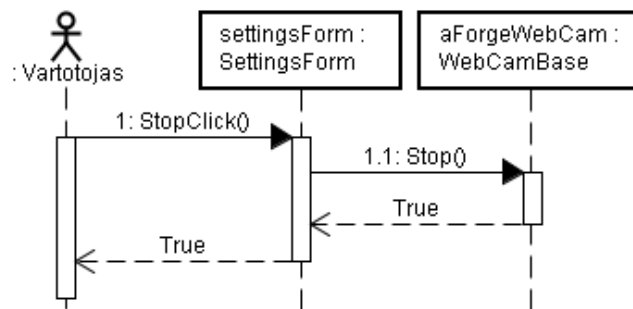 : Vartotojas
settingsForm :
SettingsForm
aForgeWebCam :
WebCamBase
1: StopClick()
1.1: Stop()
True
True